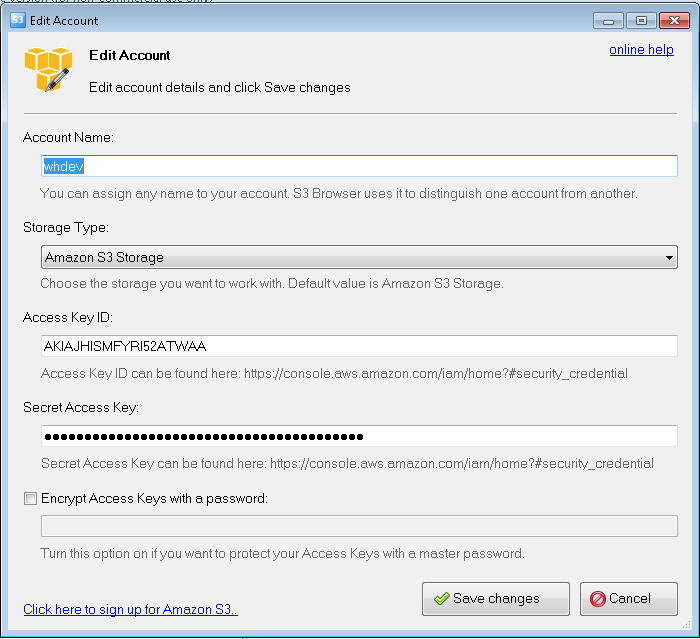 S3 Edit Account
Edit Account
online help
Edit account details and click Save changes
Account Name:
whdev
You can assign any name to your account. S3 Browser uses it to distinguish one account from another.
Storage Type:
Amazon S3 Storage
Choose the storage you want to work with. Default value is Amazon S3 Storage.
Access Key ID:
AKIAJHISMFYRI52ATWAA
Access Key ID can be found here: https://console.aws.amazon.com/iam/home?#security_credential
Secret Access Key:
••••••••••••••••••••••••••••••••••••••••
Secret Access Key can be found here: https://console.aws.amazon.com/iam/home?#security_credential
Encrypt Access Keys with a password:
Turn this option on if you want to protect your Access Keys with a master password.
Click here to sign up for Amazon S3..
Save changes
Cancel